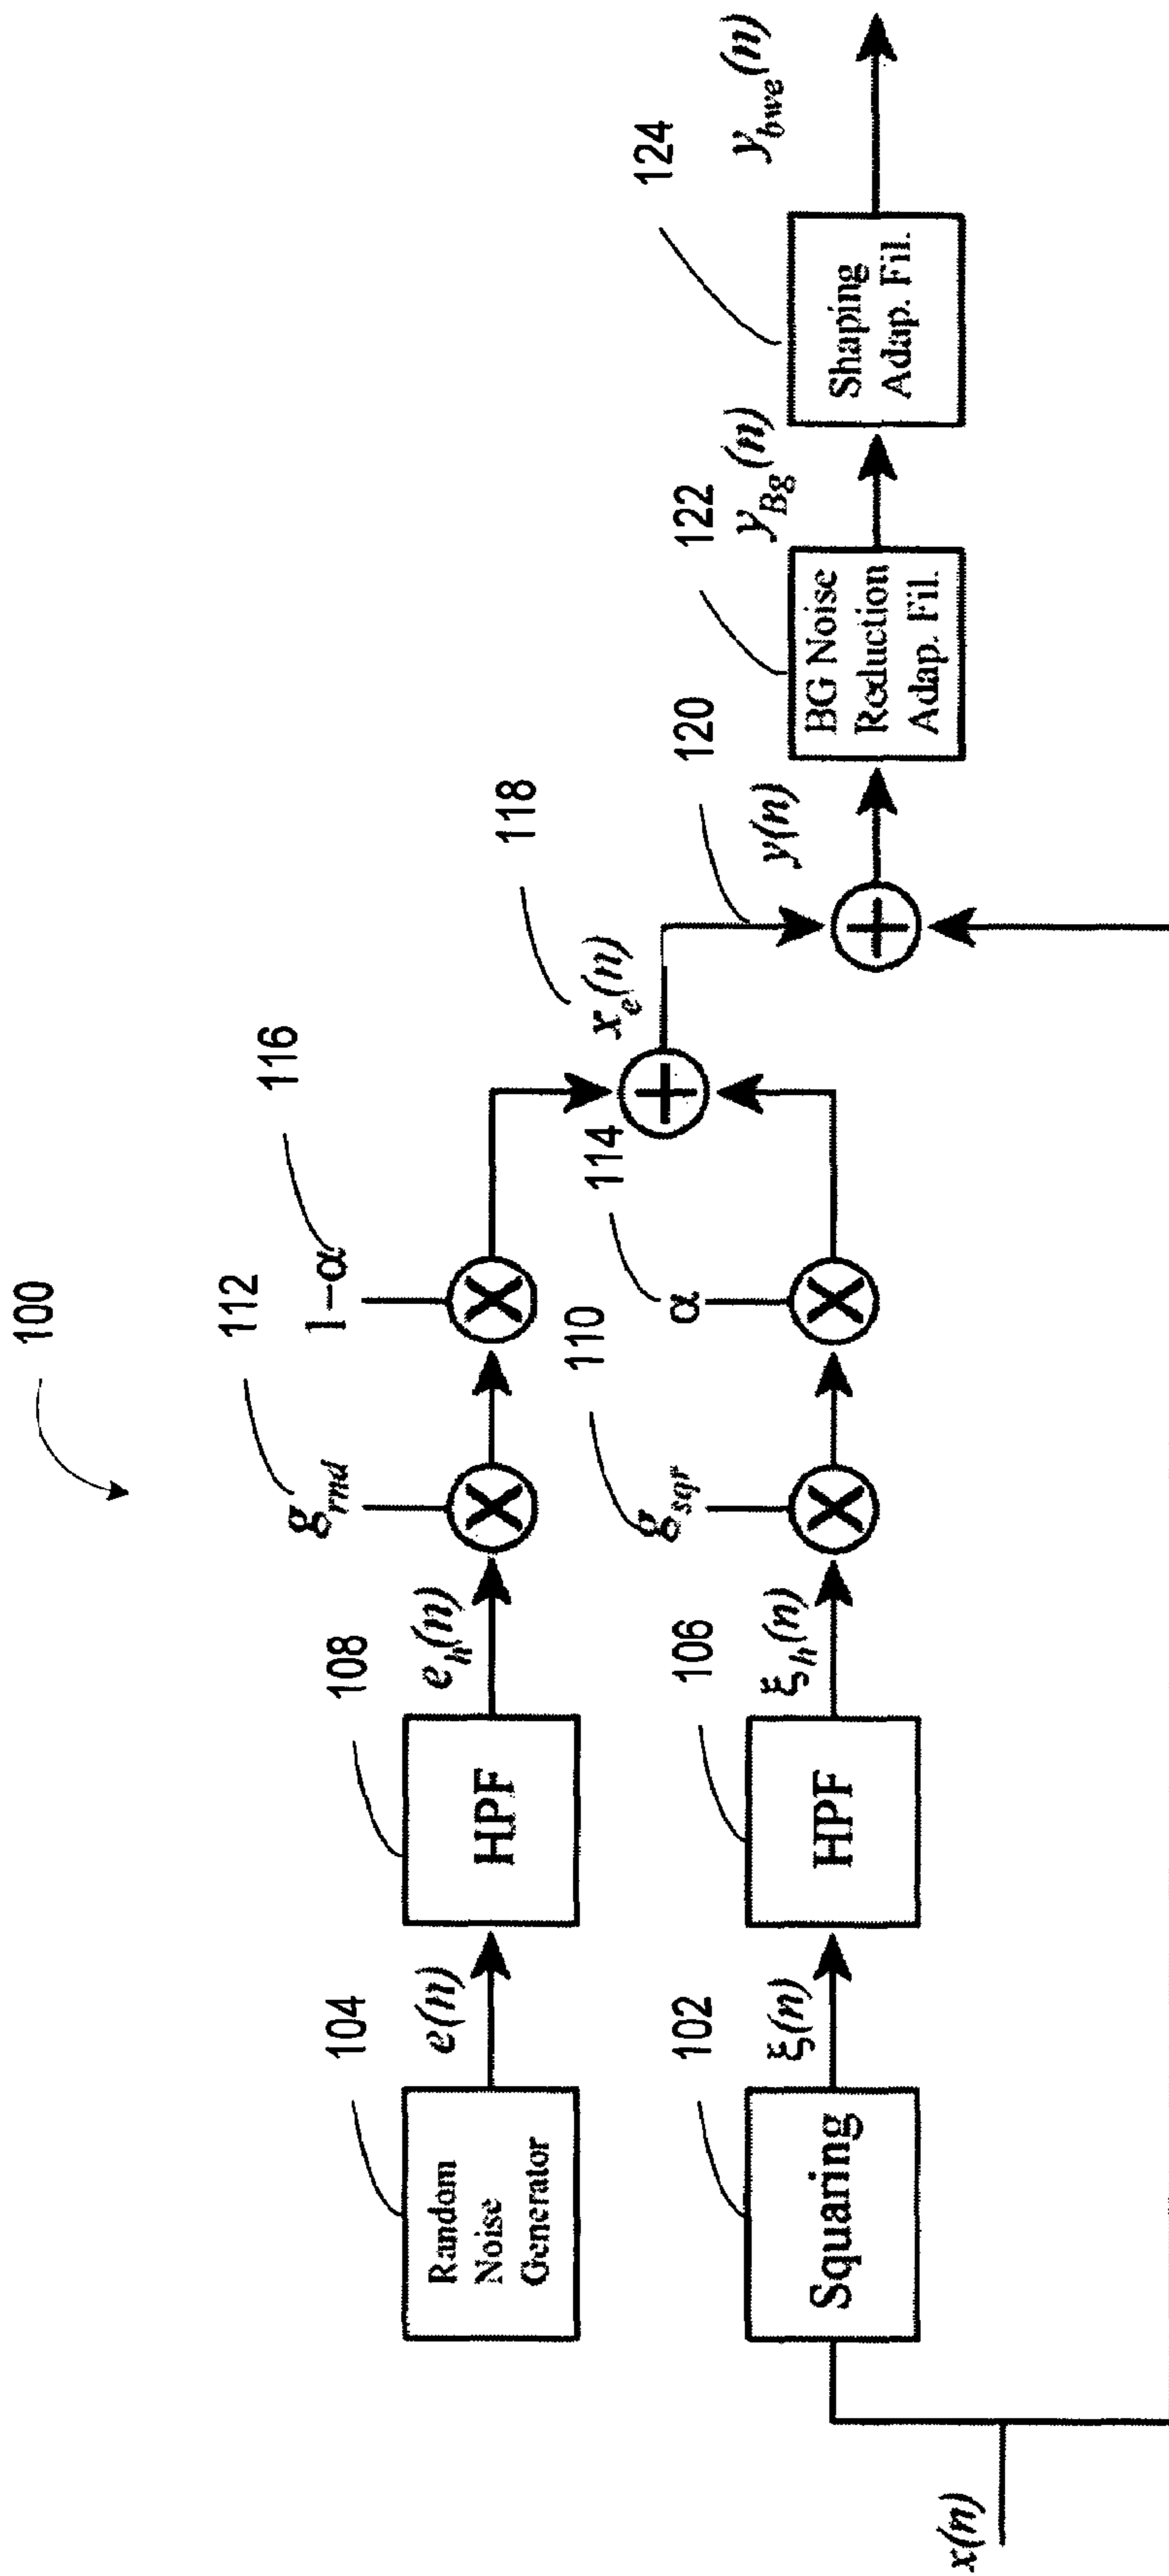 100
104
Random
Noise
Generator
e(n)
108
HPF
e_h(n)
112
g_rnd
116
1−α
102
Squaring
ξ(n)
106
HPF
ξ_h(n)
110
g_sqr
114
α
118
x_e(n)
120
y(n)
122
BG Noise
Reduction
Adap. Fil.
y_Bg(n)
124
Shaping
Adap. Fil.
y_bwe(n)
x(n)